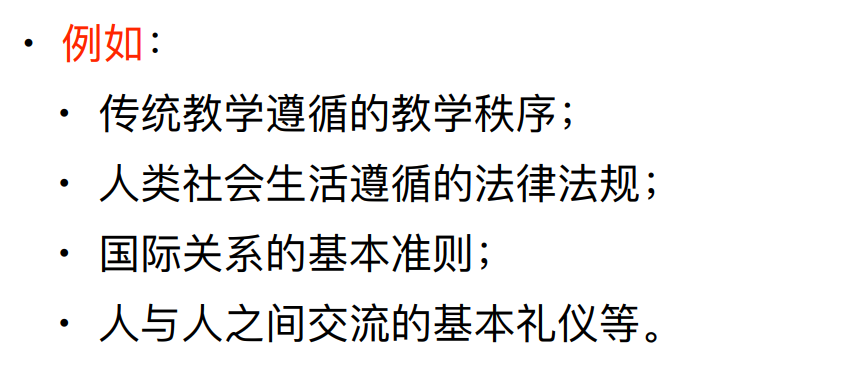 • 例如：
• 传统教学遵循的教学秩序；
• 人类社会生活遵循的法律法规；
• 国际关系的基本准则；
• 人与人之间交流的基本礼仪等。